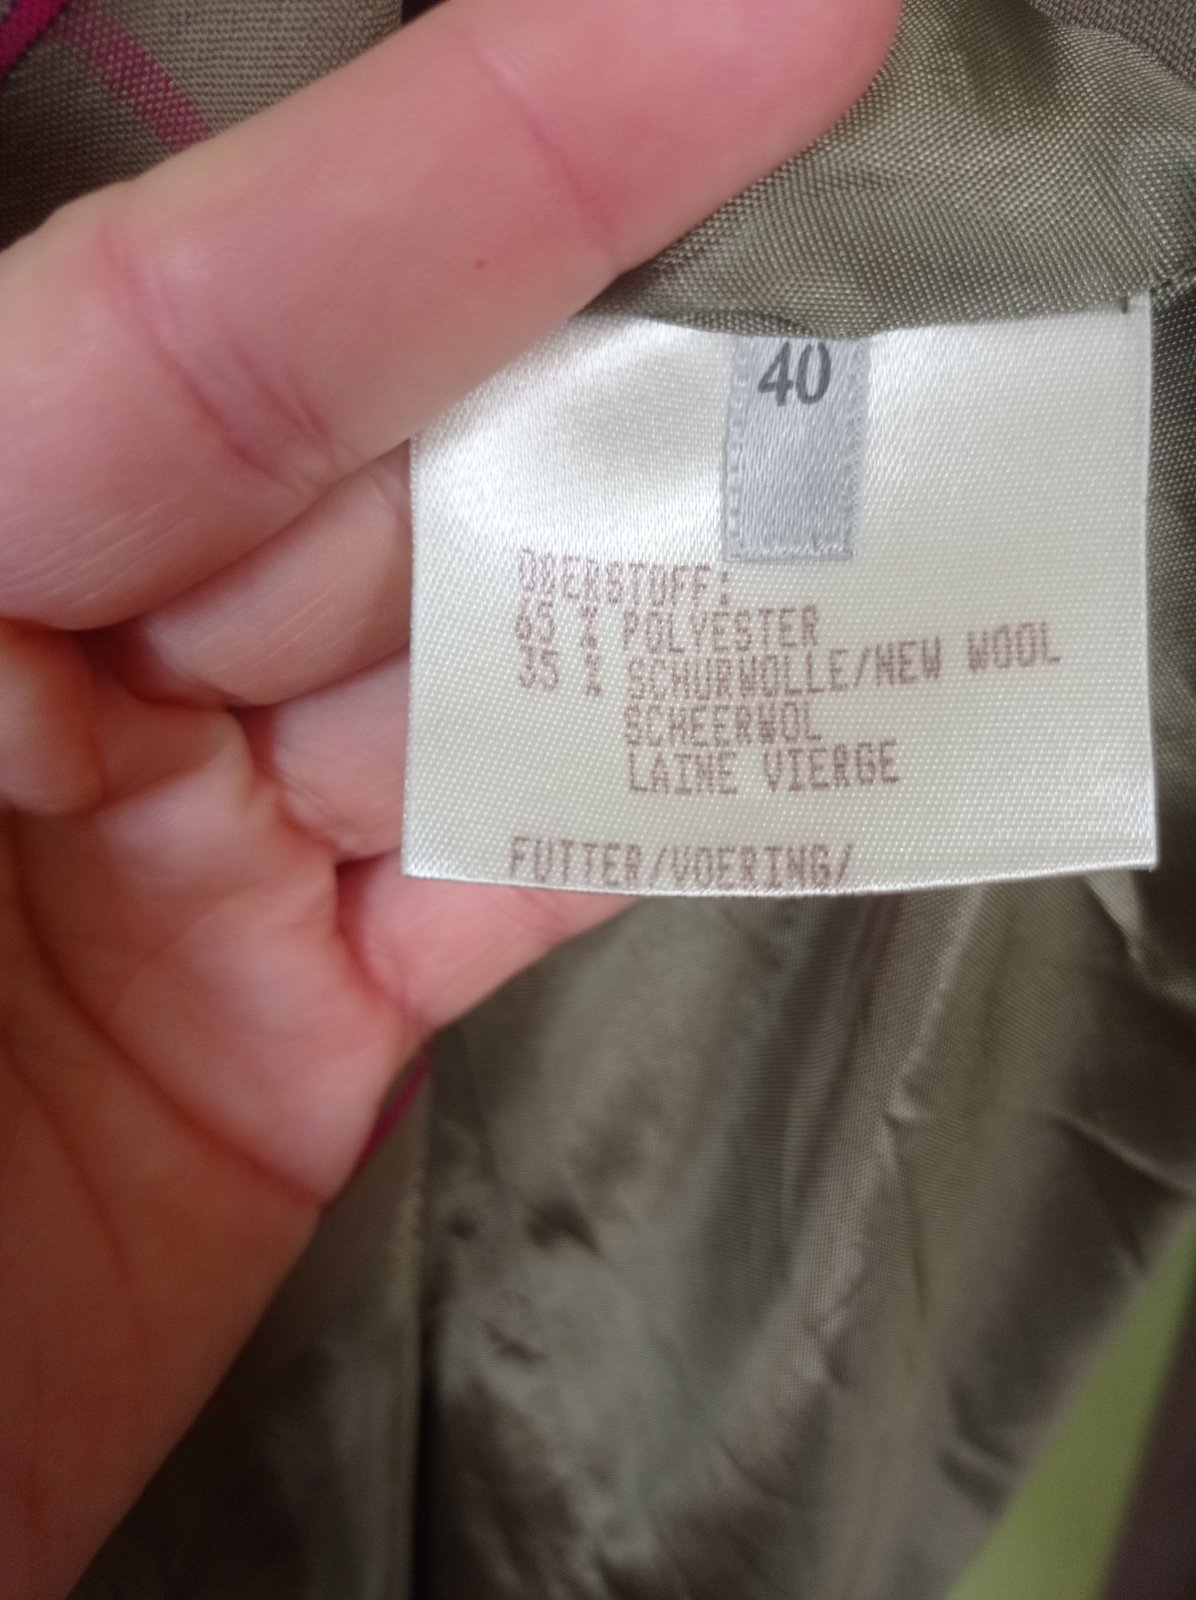 40
OBERSTOFF:
65 % POLYESTER
35 % SCHURWOLLE/NEW WOOL
SCHEERWOL
LAINE VIERGE
FUTTER/VOERING/